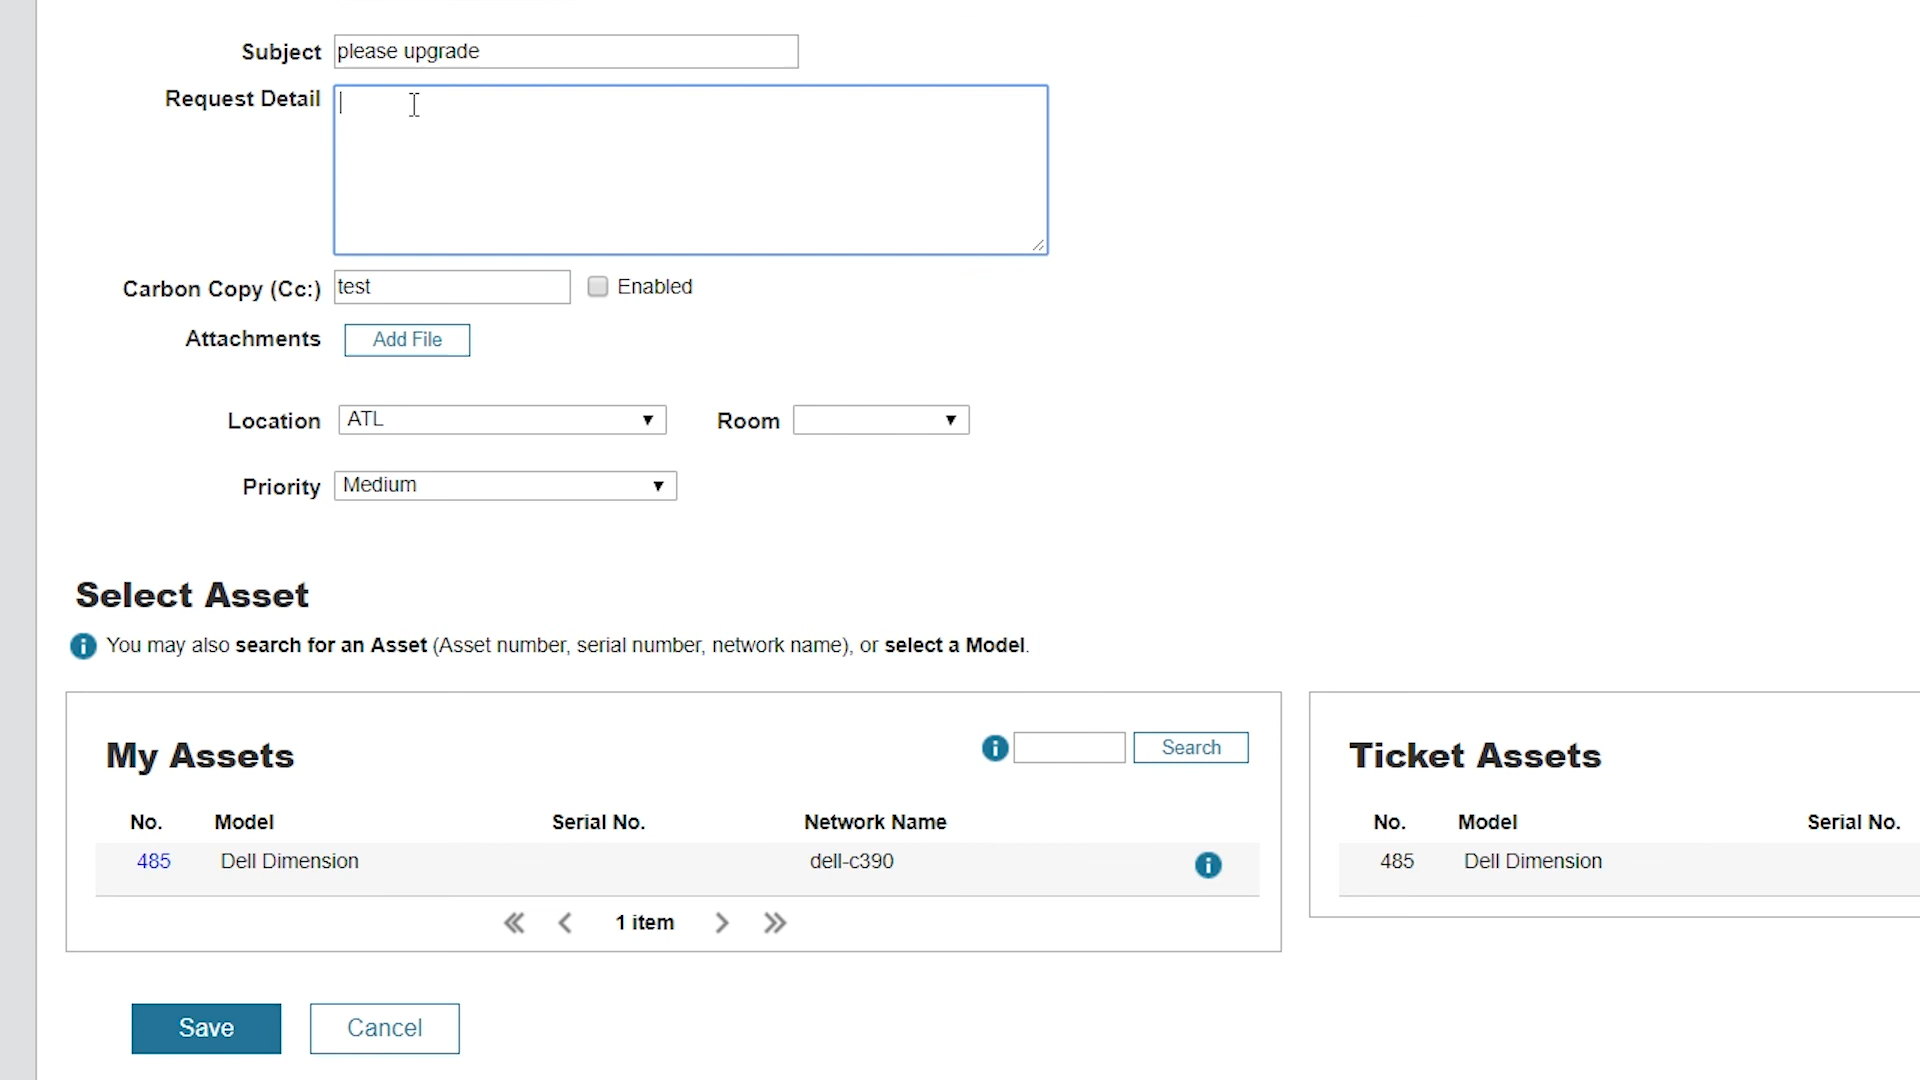 Subject please upgrade
Request Detail
Carbon Copy (Cc:) test Enabled
Attachments Add File
Location ATL Room
Priority Medium
Select Asset
You may also search for an Asset (Asset number, serial number, network name), or select a Model.
My Assets Search
No. Model Serial No. Network Name
485 Dell Dimension dell-c390
1 item
Ticket Assets
No. Model Serial No.
485 Dell Dimension
Save Cancel